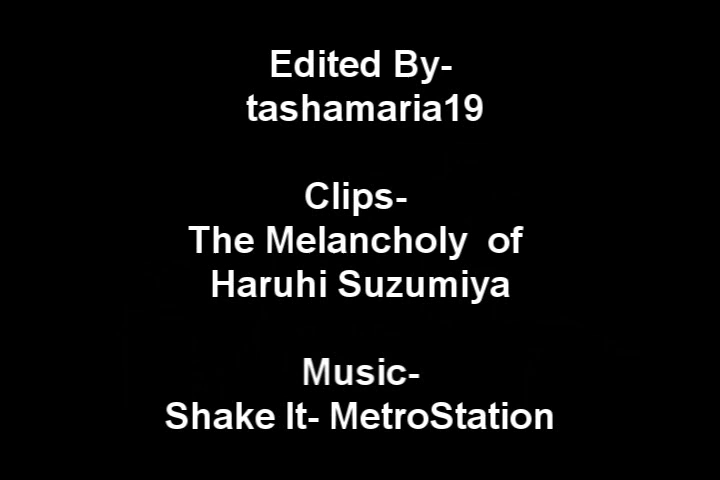 Edited By-
tashamaria19
Clips-
The Melancholy  of
Haruhi Suzumiya
Music-
Shake It- MetroStation